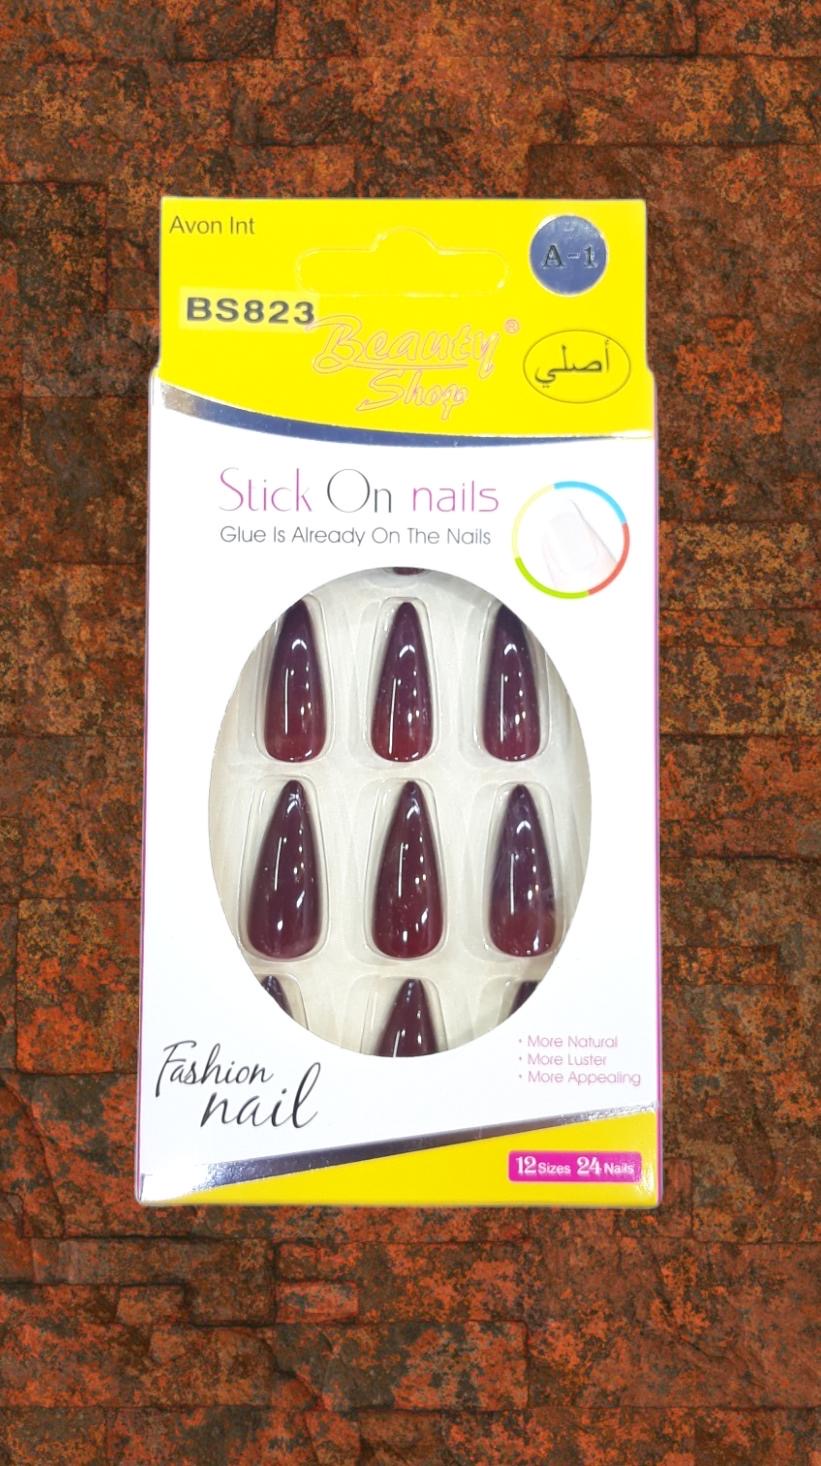 Avon Int
A-1
BS823
Beauty®
Shop
أصلي
Stick On nails
Glue Is Already On The Nails
Fashion
nail
• More Natural
• More Luster
• More Appealing
12 Sizes 24 Nails